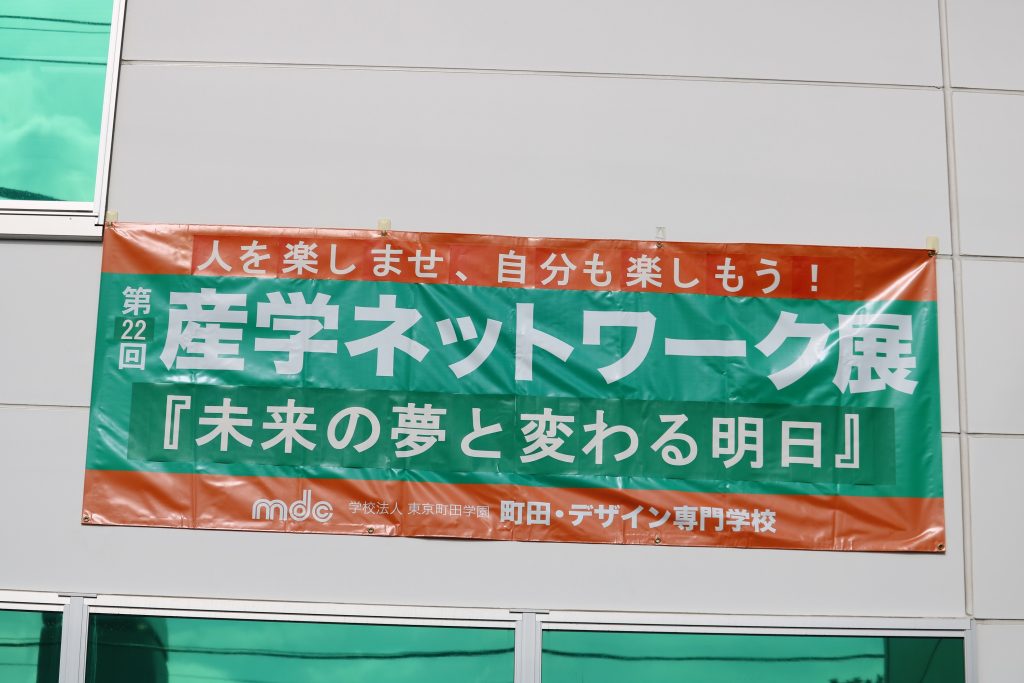 人を楽しませ、自分も楽しもう！
第22回 産学ネットワーク展
『未来の夢と変わる明日』
mdc 学校法人 東京町田学園 町田・デザイン専門学校